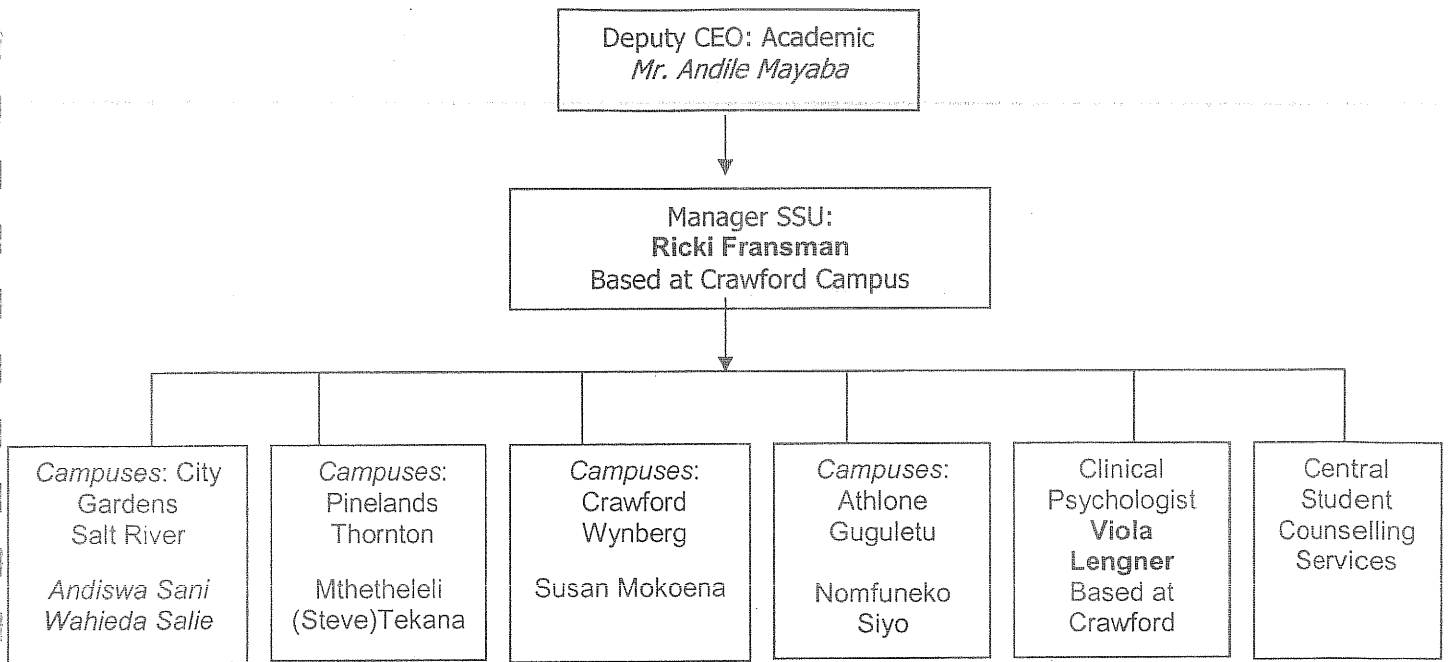 Deputy CEO: Academic
Mr. Andile Mayaba
Manager SSU:
Ricki Fransman
Based at Crawford Campus
Campuses: City
Gardens
Salt River
Andiswa Sani
Wahieda Salie
Campuses:
Pinelands
Thornton
Mthetheleli
(Steve)Tekana
Campuses:
Crawford
Wynberg
Susan Mokoena
Campuses:
Athlone
Guguletu
Nomfuneko
Siyo
Clinical
Psychologist
Viola
Lengner
Based at
Crawford
Central
Student
Counselling
Services